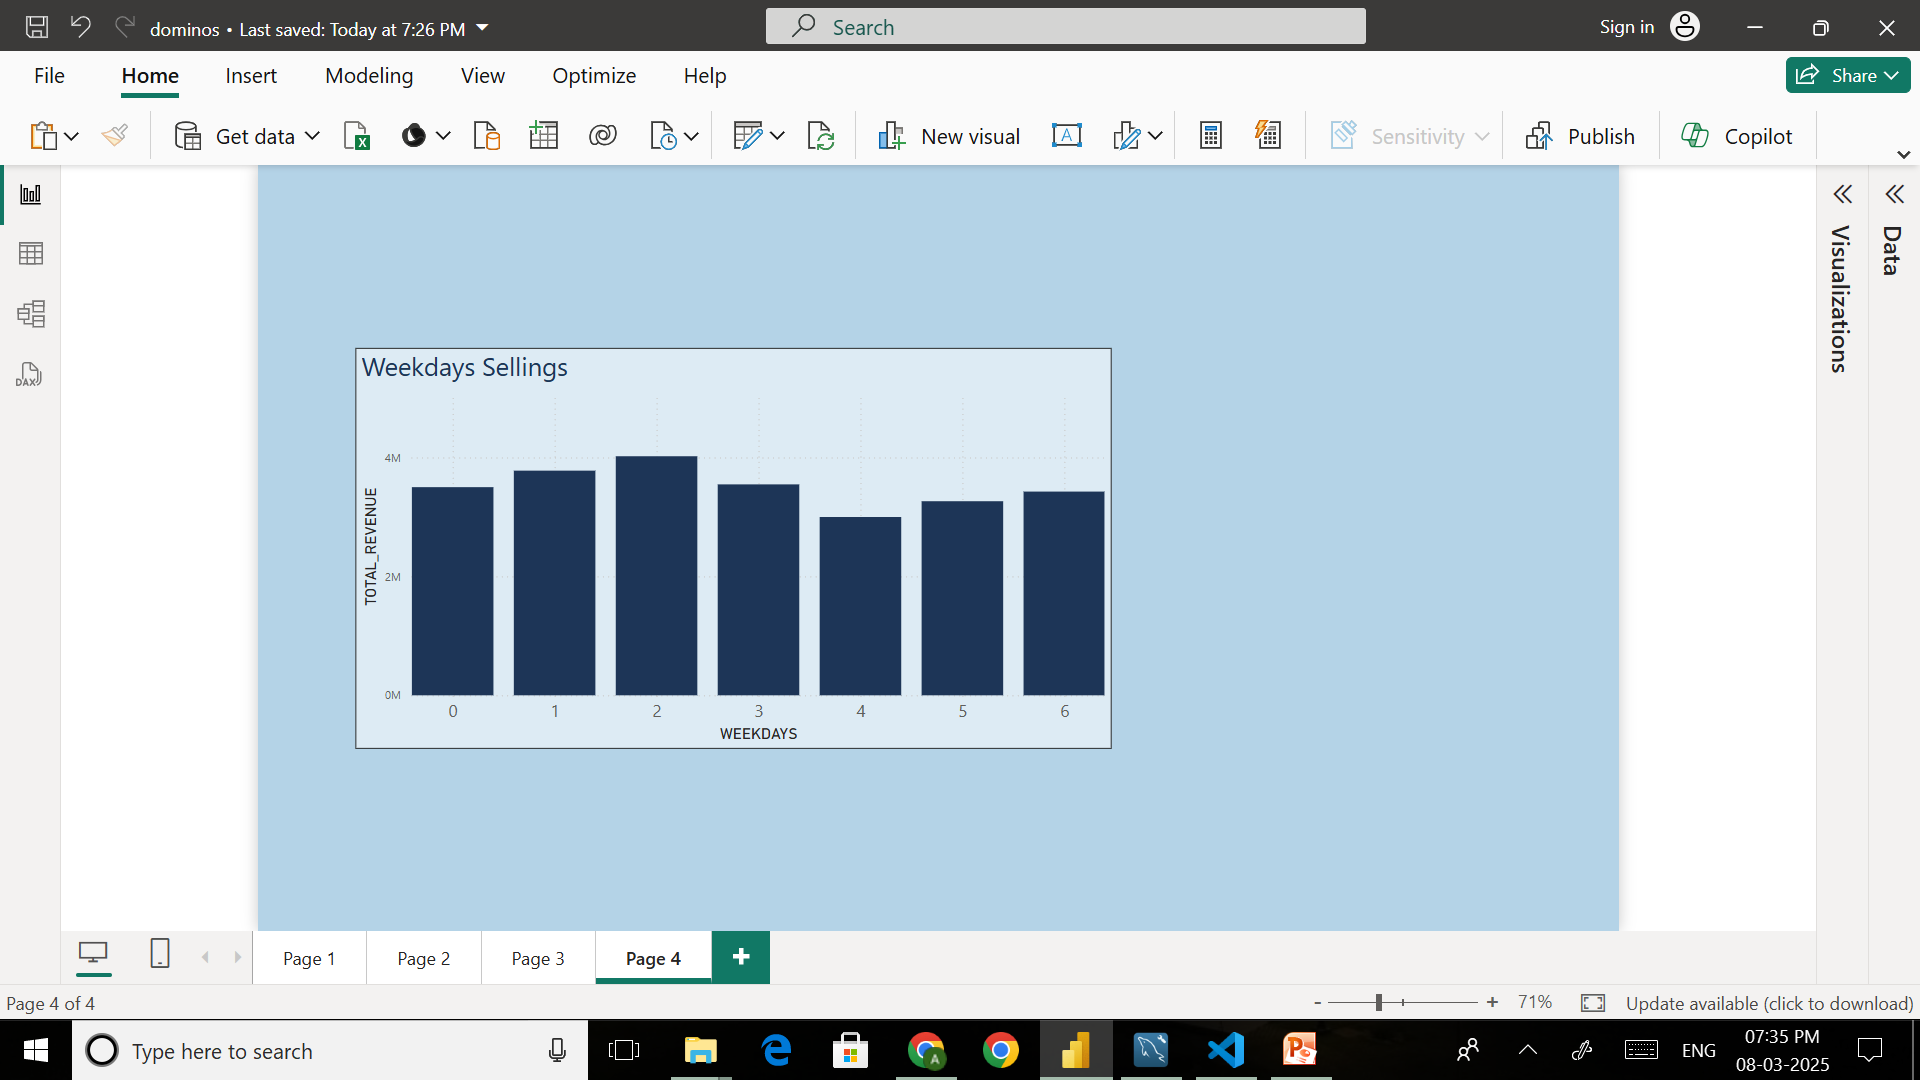 dominos • Last saved: Today at 7:26 PM
Search
Sign in
File Home Insert Modeling View Optimize Help
Share
Get data
New visual
Sensitivity
Publish
Copilot
DAX
Visualizations
Data
Weekdays Sellings
TOTAL_REVENUE
4M
2M
0M
0 1 2 3 4 5 6
WEEKDAYS
Page 1 Page 2 Page 3 Page 4
Page 4 of 4
- + 71%
Update available (click to download)
Type here to search
ENG
07:35 PM
08-03-2025